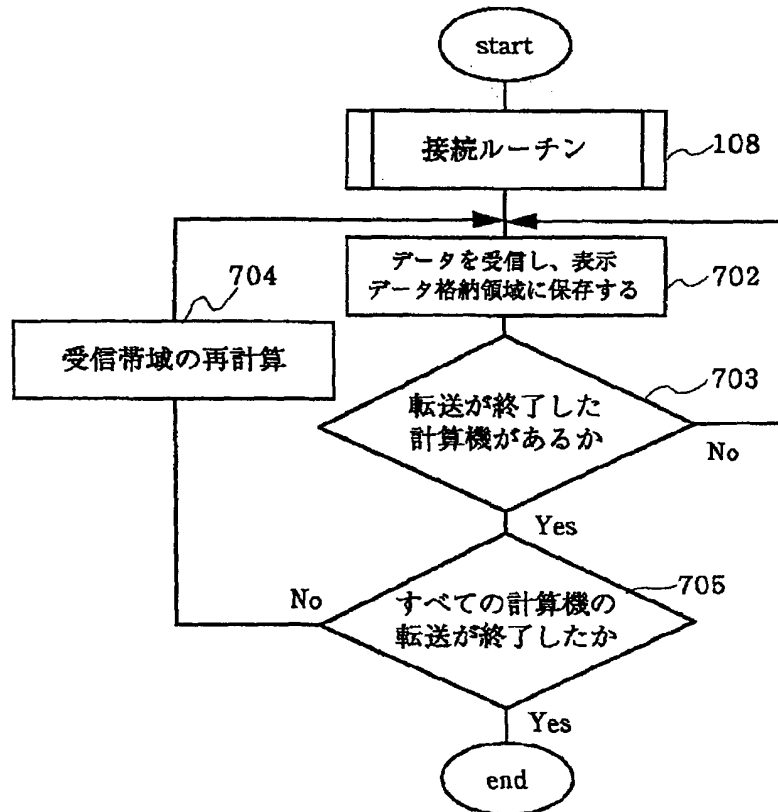 start
接続ルーチン
108
データを受信し、表示
データ格納領域に保存する
702
704
受信帯域の再計算
703
転送が終了した
計算機があるか
No
Yes
705
No
すべての計算機の
転送が終了したか
Yes
end